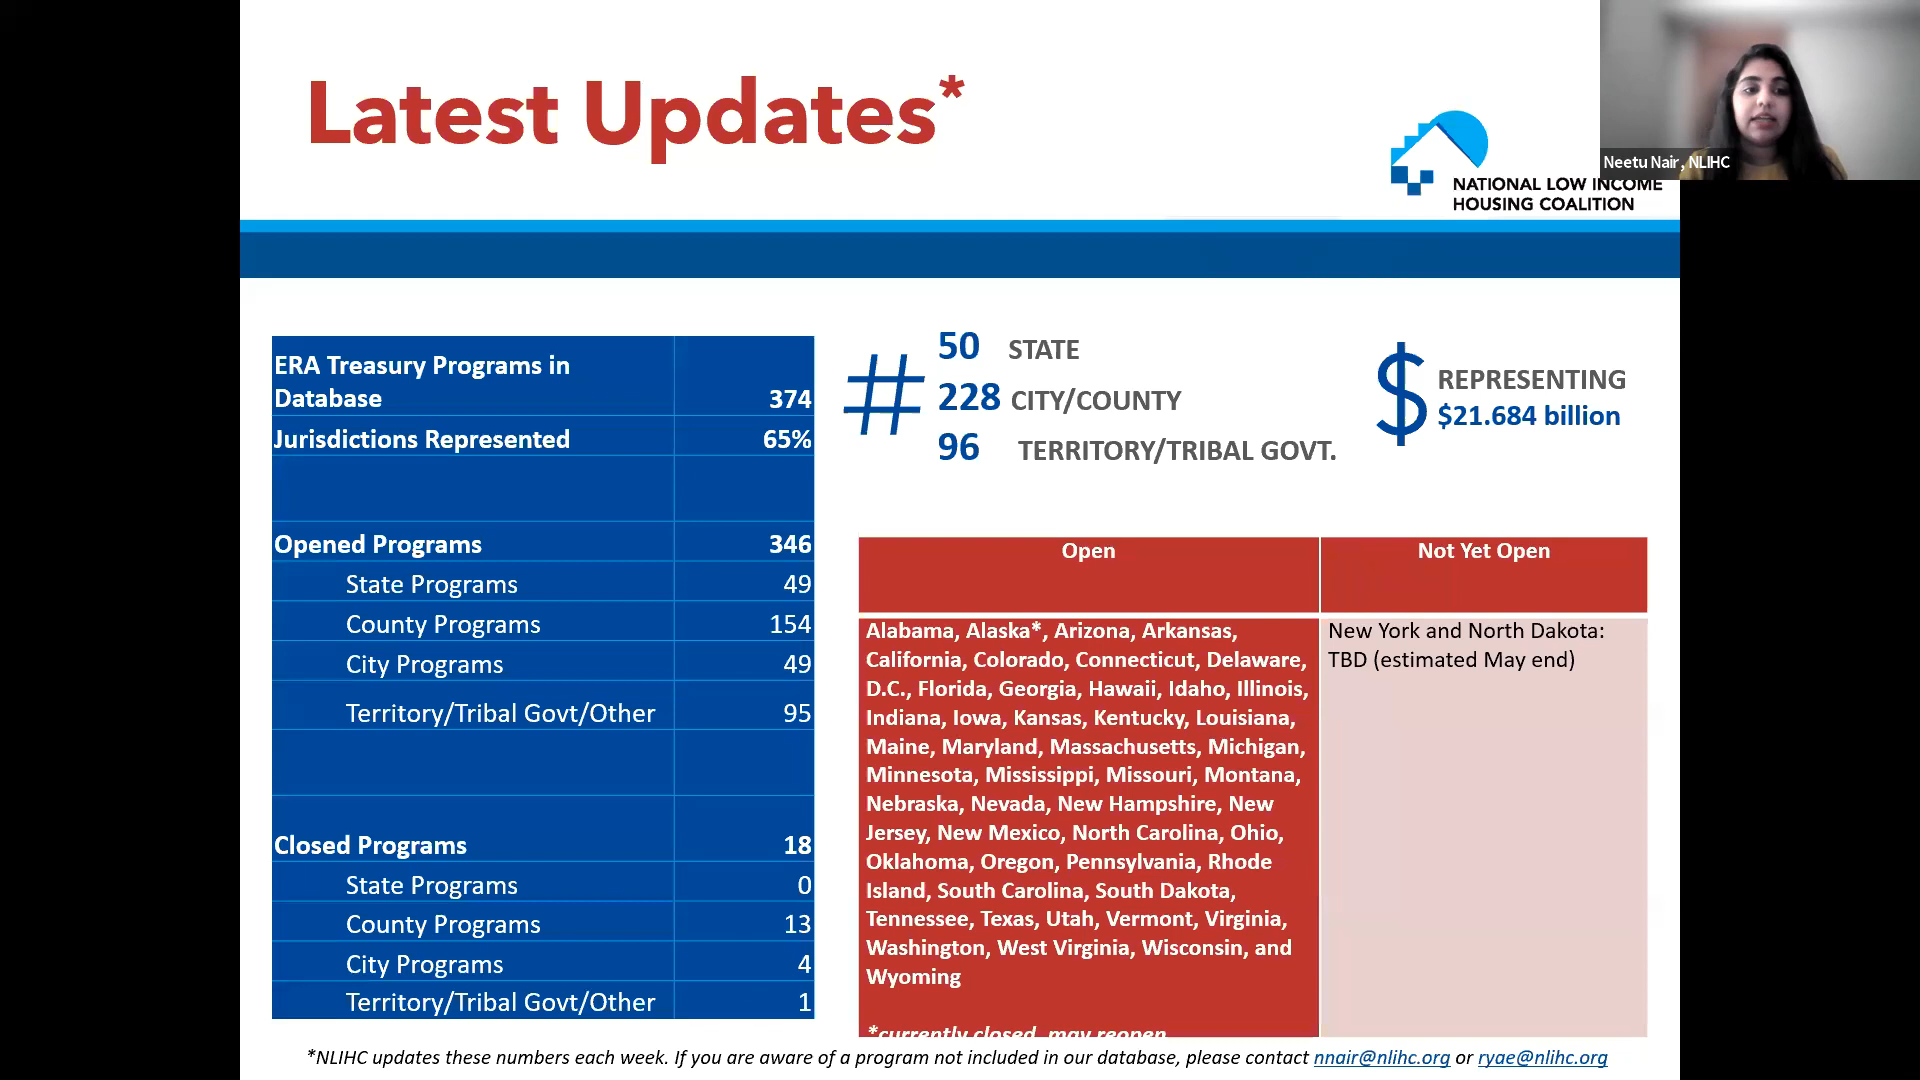 Latest Updates*
Neetu Nair, NLIHC
NATIONAL LOW INCOME
HOUSING COALITION
ERA Treasury Programs in
Database 374
Jurisdictions Represented 65%
Opened Programs 346
State Programs 49
County Programs 154
City Programs 49
Territory/Tribal Govt/Other 95
Closed Programs 18
State Programs 0
County Programs 13
City Programs 4
Territory/Tribal Govt/Other 1
#
50 STATE
228 CITY/COUNTY
96 TERRITORY/TRIBAL GOVT.
$
REPRESENTING
$21.684 billion
Open
Not Yet Open
Alabama, Alaska*, Arizona, Arkansas,
California, Colorado, Connecticut, Delaware,
D.C., Florida, Georgia, Hawaii, Idaho, Illinois,
Indiana, Iowa, Kansas, Kentucky, Louisiana,
Maine, Maryland, Massachusetts, Michigan,
Minnesota, Mississippi, Missouri, Montana,
Nebraska, Nevada, New Hampshire, New
Jersey, New Mexico, North Carolina, Ohio,
Oklahoma, Oregon, Pennsylvania, Rhode
Island, South Carolina, South Dakota,
Tennessee, Texas, Utah, Vermont, Virginia,
Washington, West Virginia, Wisconsin, and
Wyoming
*currently closed, may reopen
New York and North Dakota:
TBD (estimated May end)
*NLIHC updates these numbers each week. If you are aware of a program not included in our database, please contact nnair@nlihc.org or ryae@nlihc.org